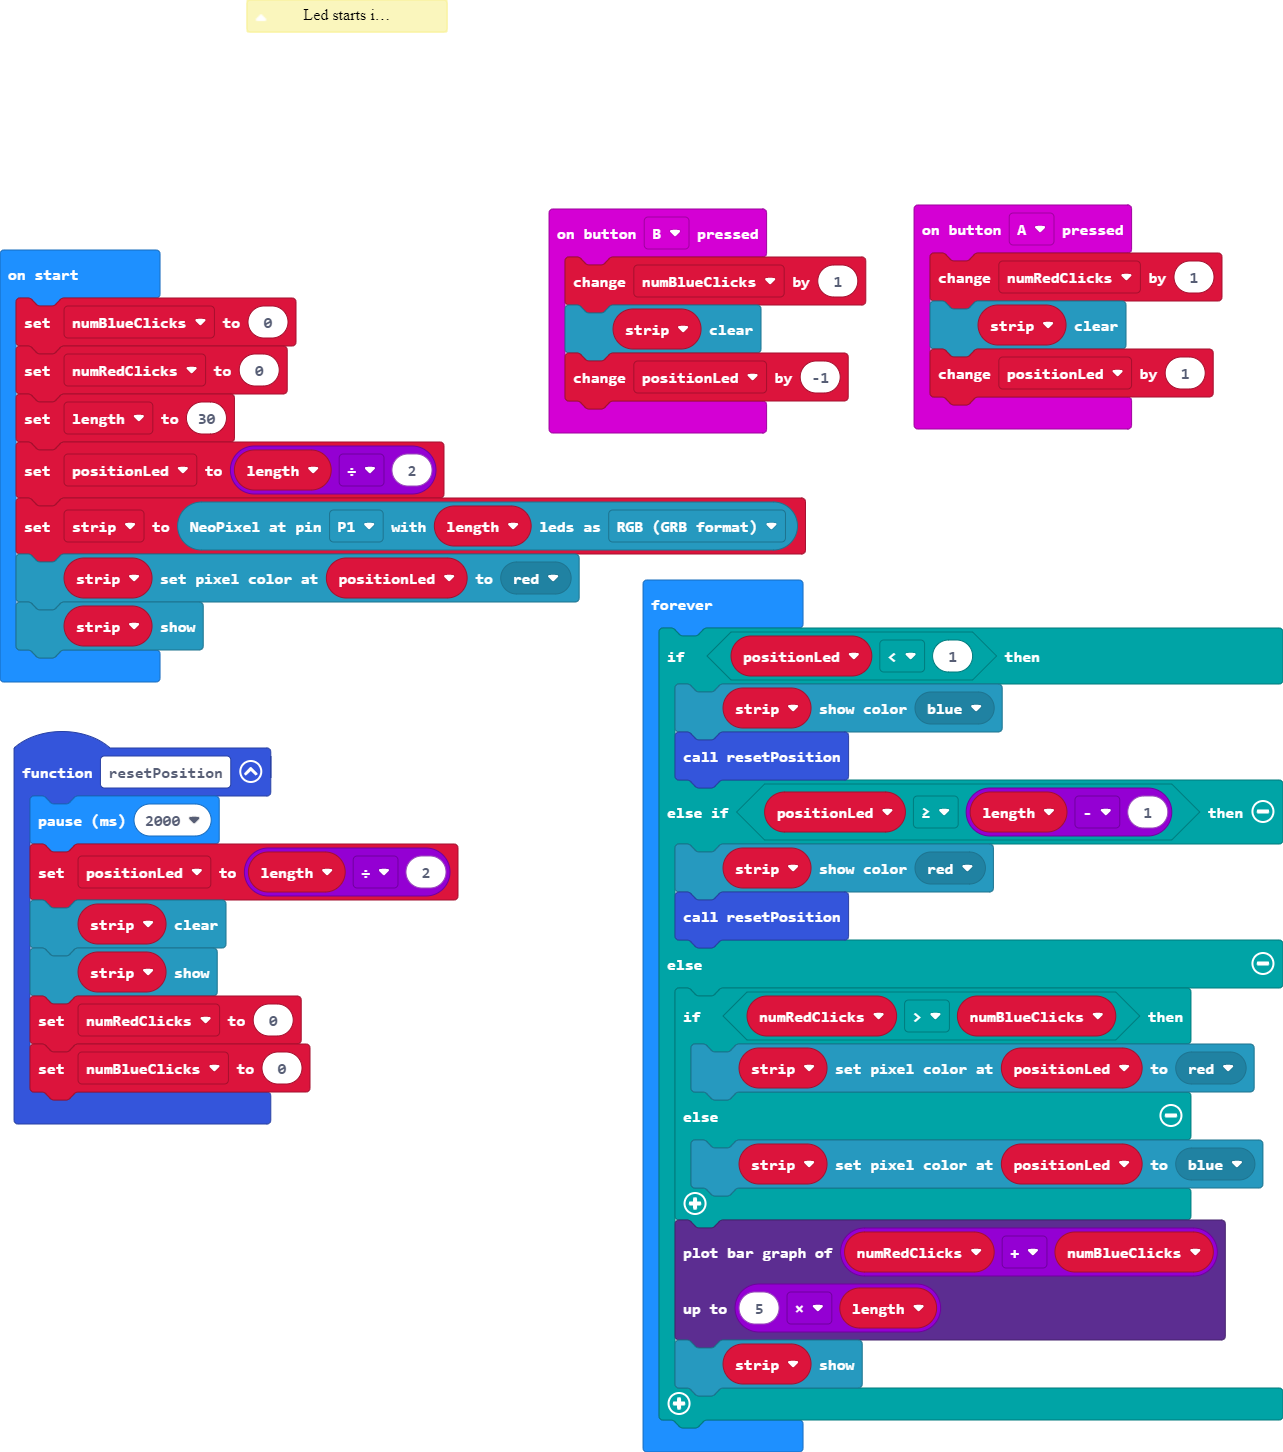 Led starts i...
on start
set numBlueClicks to 0
set numRedClicks to 0
set length to 30
set positionLed to length ÷ 2
set strip to NeoPixel at pin P1 with length leds as RGB (GRB format)
strip set pixel color at positionLed to red
strip show
on button B pressed
change numBlueClicks by 1
strip clear
change positionLed by -1
on button A pressed
change numRedClicks by 1
strip clear
change positionLed by 1
function resetPosition
pause (ms) 2000
set positionLed to length ÷ 2
strip clear
strip show
set numRedClicks to 0
set numBlueClicks to 0
forever
if positionLed < 1 then
strip show color blue
call resetPosition
else if positionLed ≥ length - 1 then
strip show color red
call resetPosition
else
if numRedClicks > numBlueClicks then
strip set pixel color at positionLed to red
else
strip set pixel color at positionLed to blue
plot bar graph of numRedClicks + numBlueClicks
up to 5 × length
strip show